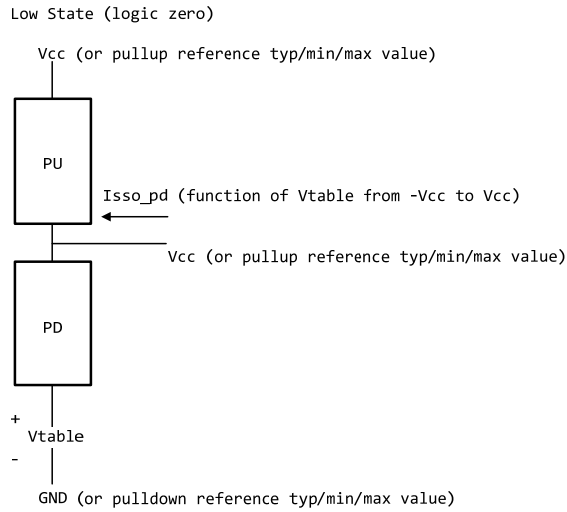 Low State (logic zero)
Vcc (or pullup reference typ/min/max value)
PU
Isso_pd (function of Vtable from -Vcc to Vcc)
Vcc (or pullup reference typ/min/max value)
PD
+
Vtable
-
GND (or pulldown reference typ/min/max value)